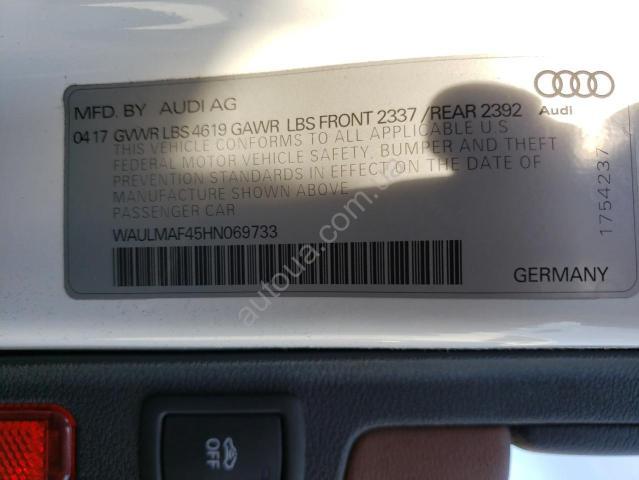 MFD. BY AUDI AG
04 17 GVWR LBS 4619 GAWR LBS FRONT 2337 / REAR 2392
Audi
THIS VEHICLE CONFORMS TO ALL APPLICABLE U.S
FEDERAL MOTOR VEHICLE SAFETY, BUMPER AND THEFT
PREVENTION STANDARDS IN EFFECT ON THE DATE OF
MANUFACTURE SHOWN ABOVE
PASSENGER CAR
WAULMAF45HN069733
GERMANY
1754237
autoua.com.ua
OFF